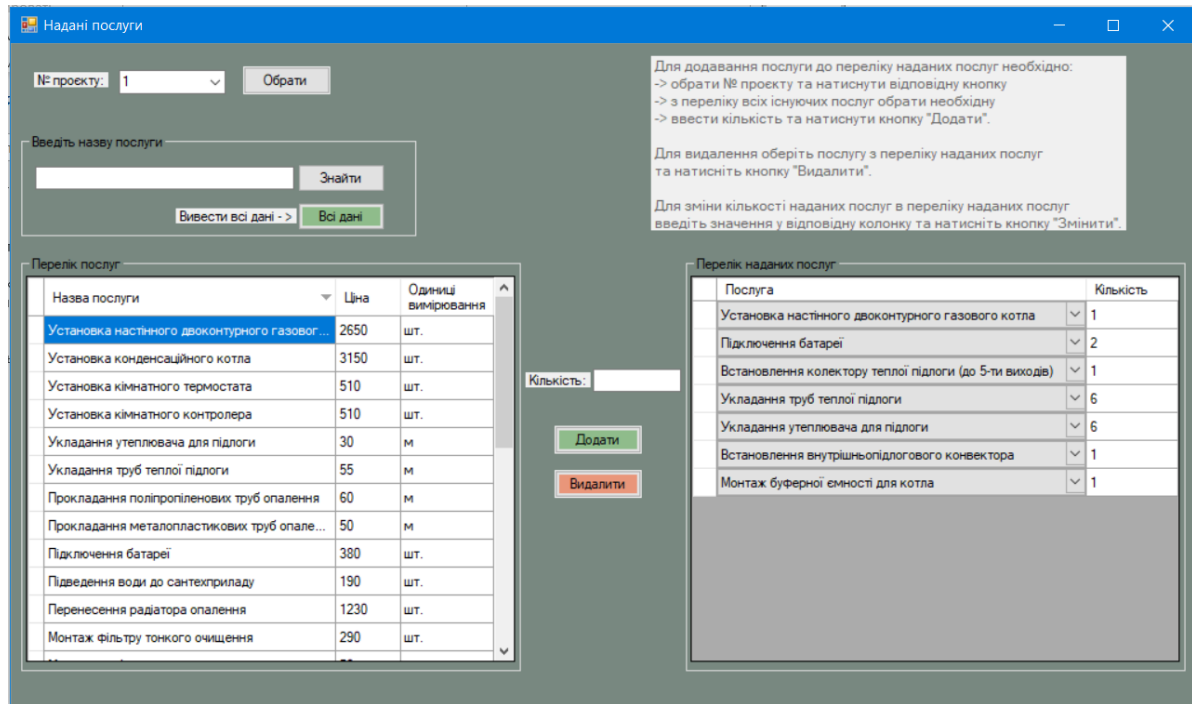 Надані послуги
№ проєкту: 1 Обрати
Для додавання послуги до переліку наданих послуг необхідно:
-> обрати № проєкту та натиснути відповідну кнопку
-> з переліку всіх існуючих послуг обрати необхідну
-> ввести кількість та натиснути кнопку "Додати".
Для видалення оберіть послугу з переліку наданих послуг
та натисніть кнопку "Видалити".
Для зміни кількості наданих послуг в переліку наданих послуг
введіть значення у відповідну колонку та натисніть кнопку "Змінити".
Введіть назву послуги
Знайти
Вивести всі дані - > Всі дані
Перелік послуг
Назва послуги Ціна Одиниці вимірювання
Установка настінного двоконтурного газовог... 2650 шт.
Установка конденсаційного котла 3150 шт.
Установка кімнатного термостата 510 шт.
Установка кімнатного контролера 510 шт.
Укладання утеплювача для підлоги 30 м
Укладання труб теплої підлоги 55 м
Прокладання поліпропіленових труб опалення 60 м
Прокладання металопластикових труб опале... 50 м
Підключення батареї 380 шт.
Підведення води до сантехприладу 190 шт.
Перенесення радіатора опалення 1230 шт.
Монтаж фільтру тонкого очищення 290 шт.
Кількість:
Додати
Видалити
Перелік наданих послуг
Послуга Кількість
Установка настінного двоконтурного газового котла 1
Підключення батареї 2
Встановлення колектору теплої підлоги (до 5-ти виходів) 1
Укладання труб теплої підлоги 6
Укладання утеплювача для підлоги 6
Встановлення внутрішньопідлогового конвектора 1
Монтаж буферної ємності для котла 1